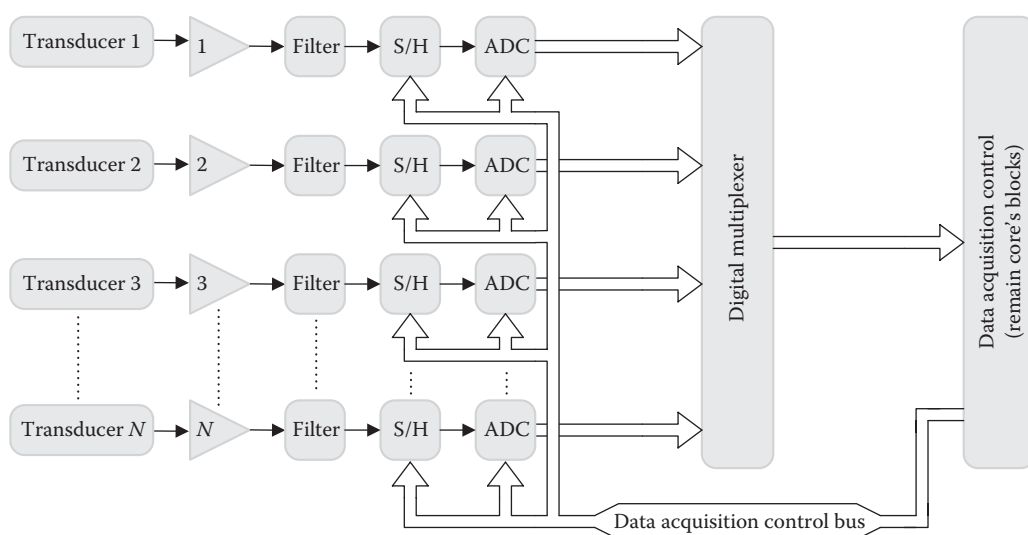 Transducer 1
1
Filter
S/H
ADC
Transducer 2
2
Filter
S/H
ADC
Transducer 3
3
Filter
S/H
ADC
Transducer N
N
Filter
S/H
ADC
Digital multiplexer
Data acquisition control
(remain core's blocks)
Data acquisition control bus